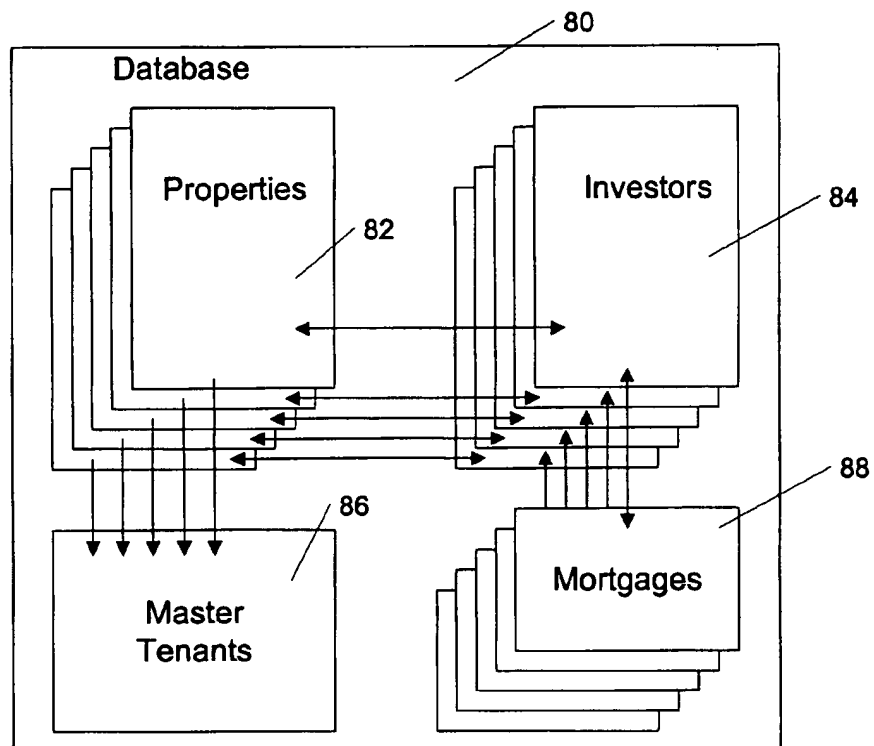 80
Database
Properties
Investors
82
84
86
88
Master
Tenants
Mortgages